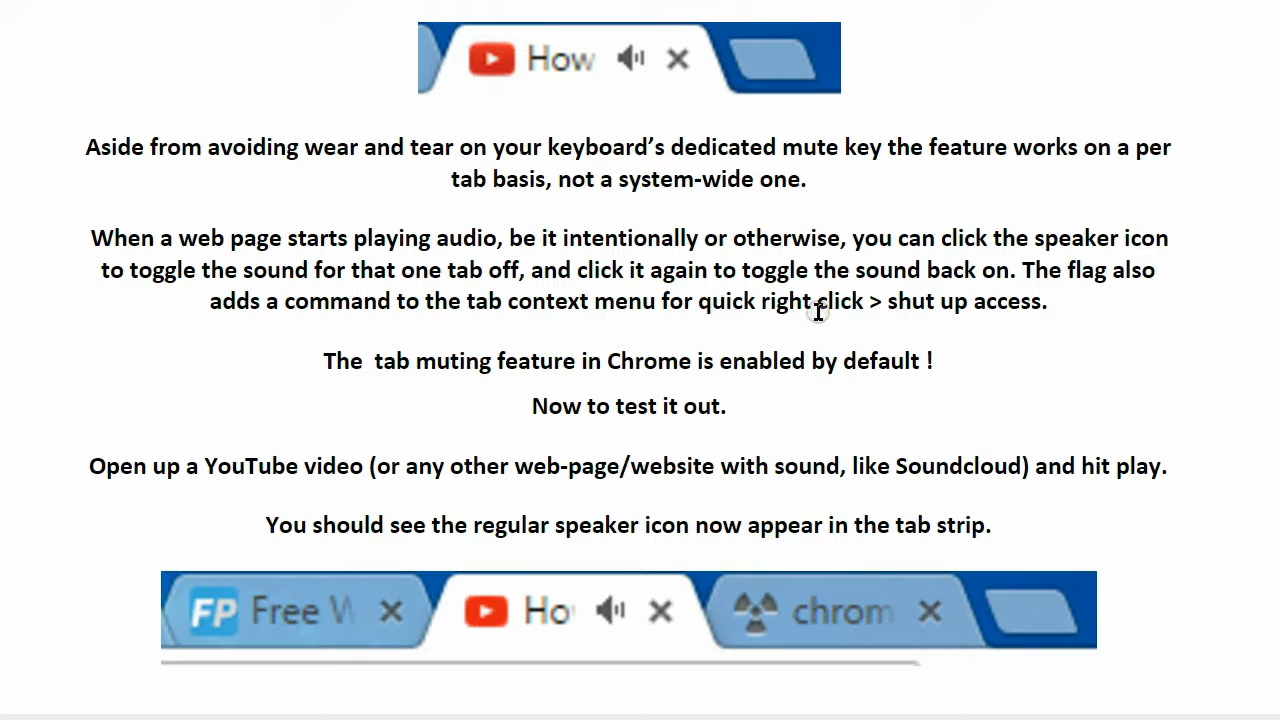 How
Aside from avoiding wear and tear on your keyboard’s dedicated mute key the feature works on a per
tab basis, not a system-wide one.
When a web page starts playing audio, be it intentionally or otherwise, you can click the speaker icon
to toggle the sound for that one tab off, and click it again to toggle the sound back on. The flag also
adds a command to the tab context menu for quick right click > shut up access.
The  tab muting feature in Chrome is enabled by default !
Now to test it out.
Open up a YouTube video (or any other web-page/website with sound, like Soundcloud) and hit play.
You should see the regular speaker icon now appear in the tab strip.
FP Free Ho chrom